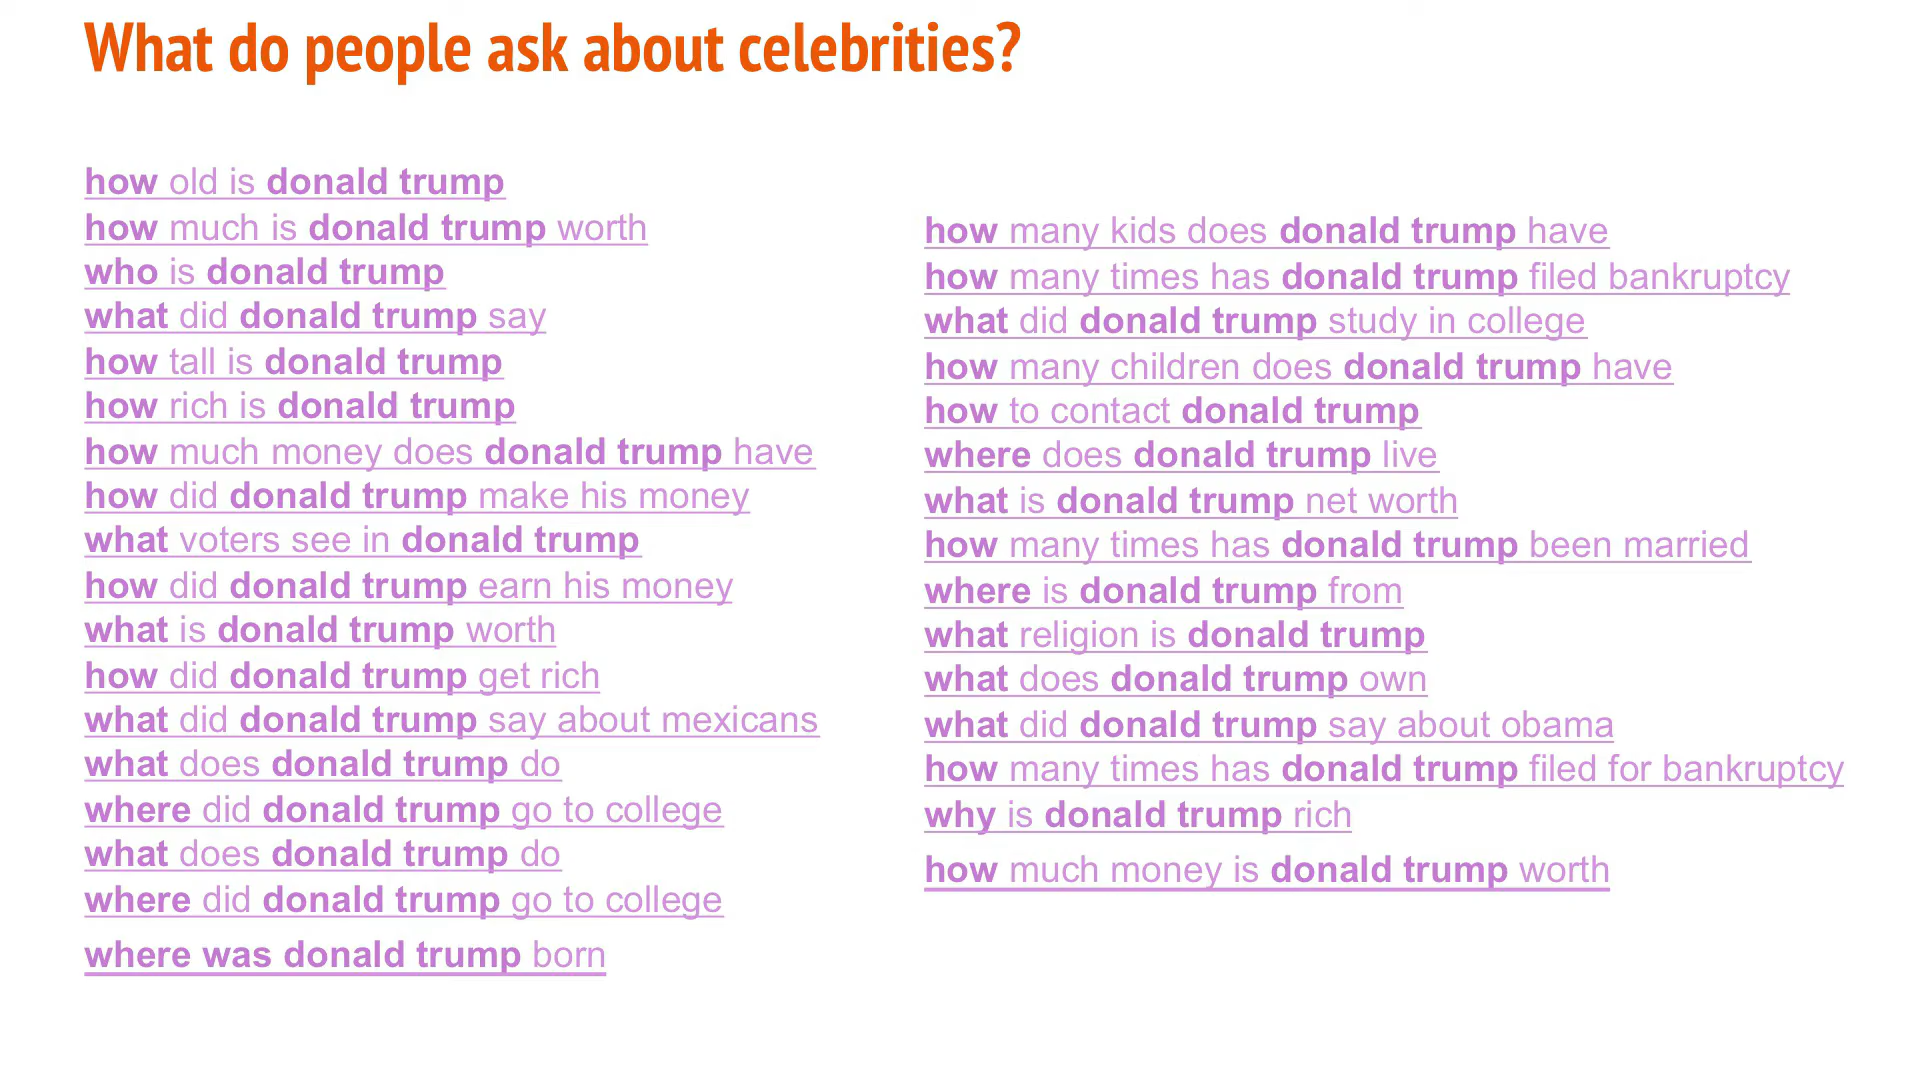 What do people ask about celebrities?
how old is donald trump
how much is donald trump worth
who is donald trump
what did donald trump say
how tall is donald trump
how rich is donald trump
how much money does donald trump have
how did donald trump make his money
what voters see in donald trump
how did donald trump earn his money
what is donald trump worth
how did donald trump get rich
what did donald trump say about mexicans
what does donald trump do
where did donald trump go to college
what does donald trump do
where did donald trump go to college
where was donald trump born
how many kids does donald trump have
how many times has donald trump filed bankruptcy
what did donald trump study in college
how many children does donald trump have
how to contact donald trump
where does donald trump live
what is donald trump net worth
how many times has donald trump been married
where is donald trump from
what religion is donald trump
what does donald trump own
what did donald trump say about obama
how many times has donald trump filed for bankruptcy
why is donald trump rich
how much money is donald trump worth